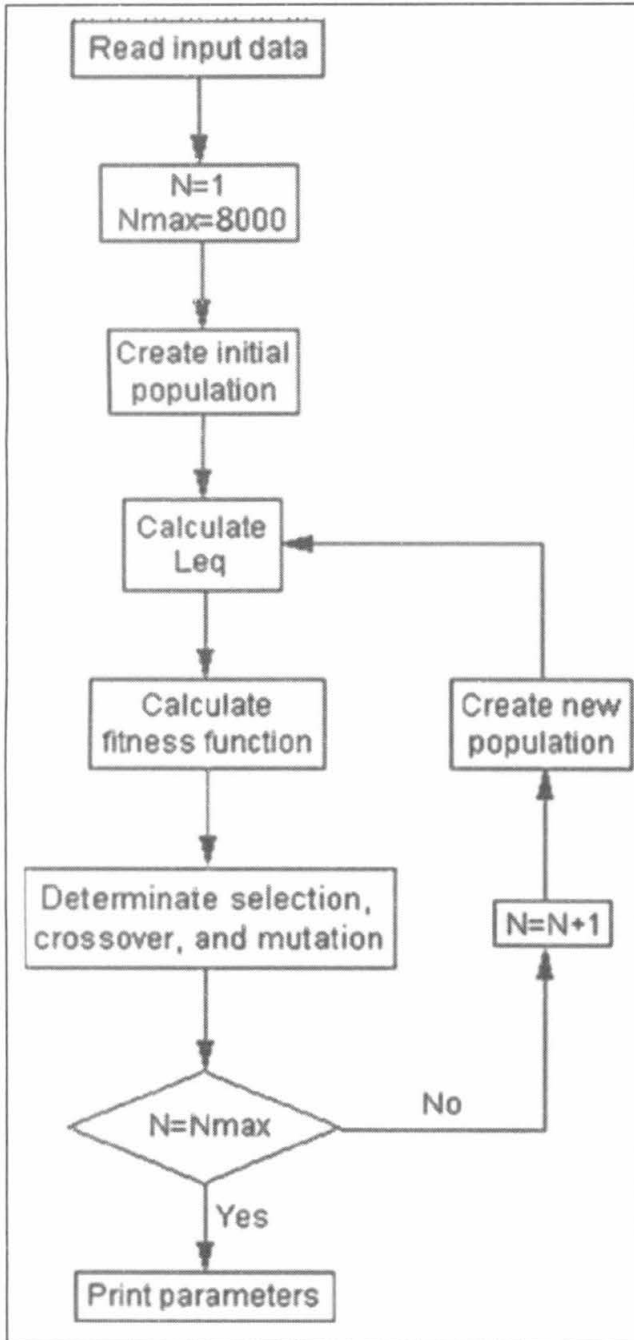 Read input data
N=1
Nmax=8000
Create initial
population
Calculate
Leq
Calculate
fitness function
Create new
population
Determinate selection,
crossover, and mutation
N=N+1
N=Nmax
No
Yes
Print parameters